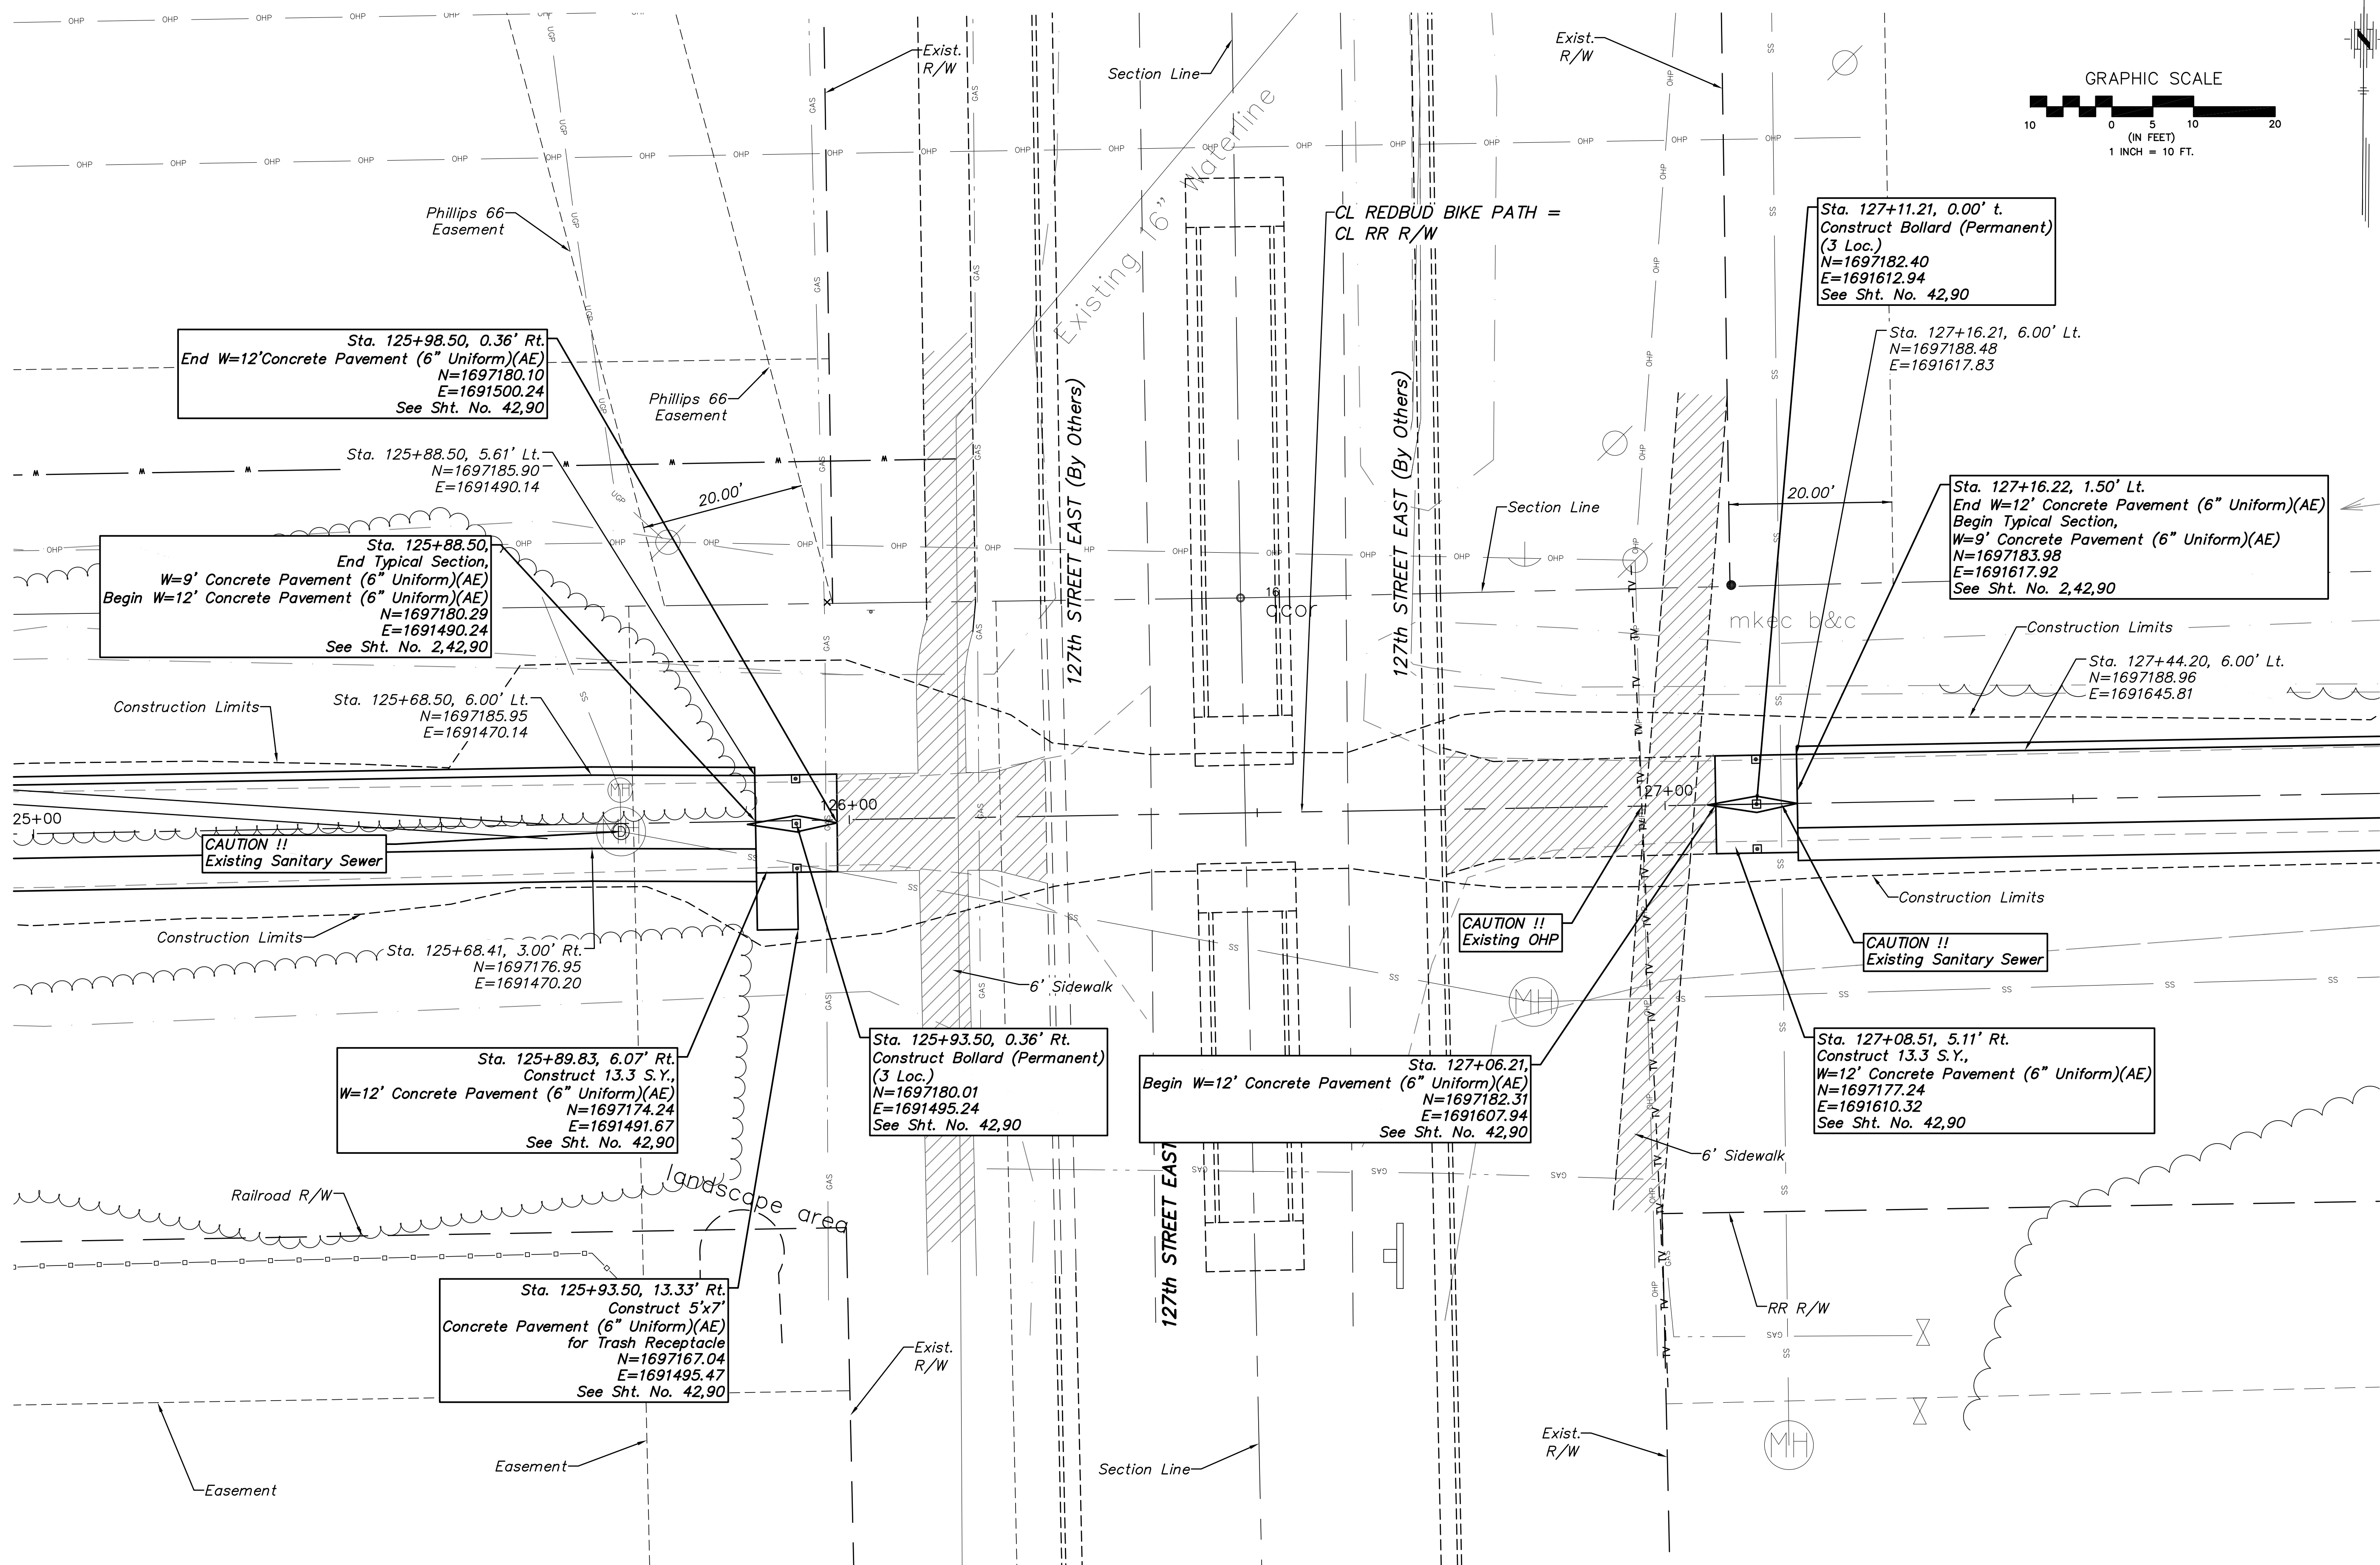 Exist.
R/W
Section Line
Exist.
R/W
GRAPHIC SCALE
10 0 5 10 20
(IN FEET)
1 INCH = 10 FT.
Existing 16" Waterline
Phillips 66
Easement
CL REDBUD BIKE PATH =
CL RR R/W
Sta. 127+11.21, 0.00' t.
Construct Bollard (Permanent)
(3 Loc.)
N=1697182.40
E=1691612.94
See Sht. No. 42,90
Sta. 125+98.50, 0.36' Rt.
End W=12'Concrete Pavement (6" Uniform)(AE)
N=1697180.10
E=1691500.24
See Sht. No. 42,90
Sta. 127+16.21, 6.00' Lt.
N=1697188.48
E=1691617.83
Phillips 66
Easement
127th STREET EAST (By Others)
127th STREET EAST (By Others)
Sta. 125+88.50, 5.61' Lt.
N=1697185.90
E=1691490.14
20.00'
20.00'
Section Line
Sta. 127+16.22, 1.50' Lt.
End W=12' Concrete Pavement (6" Uniform)(AE)
Begin Typical Section,
W=9' Concrete Pavement (6" Uniform)(AE)
N=1697183.98
E=1691617.92
See Sht. No. 2,42,90
Sta. 125+88.50,
End Typical Section,
W=9' Concrete Pavement (6" Uniform)(AE)
Begin W=12' Concrete Pavement (6" Uniform)(AE)
N=1697180.29
E=1691490.24
See Sht. No. 2,42,90
16
qcor
mkec b&c
Construction Limits
Sta. 127+44.20, 6.00' Lt.
N=1697188.96
E=1691645.81
Construction Limits
Sta. 125+68.50, 6.00' Lt.
N=1697185.95
E=1691470.14
MH
25+00
126+00
127+00
MH
CAUTION !!
Existing Sanitary Sewer
Construction Limits
Sta. 125+68.41, 3.00' Rt.
N=1697176.95
E=1691470.20
CAUTION !!
Existing OHP
Construction Limits
CAUTION !!
Existing Sanitary Sewer
6' Sidewalk
MH
Sta. 125+89.83, 6.07' Rt.
Construct 13.3 S.Y.,
W=12' Concrete Pavement (6" Uniform)(AE)
N=1697174.24
E=1691491.67
See Sht. No. 42,90
Sta. 125+93.50, 0.36' Rt.
Construct Bollard (Permanent)
(3 Loc.)
N=1697180.01
E=1691495.24
See Sht. No. 42,90
Sta. 127+06.21,
Begin W=12' Concrete Pavement (6" Uniform)(AE)
N=1697182.31
E=1691607.94
See Sht. No. 42,90
Sta. 127+08.51, 5.11' Rt.
Construct 13.3 S.Y.,
W=12' Concrete Pavement (6" Uniform)(AE)
N=1697177.24
E=1691610.32
See Sht. No. 42,90
6' Sidewalk
127th STREET EAST
Railroad R/W
landscape area
Sta. 125+93.50, 13.33' Rt.
Construct 5'x7'
Concrete Pavement (6" Uniform)(AE)
for Trash Receptacle
N=1697167.04
E=1691495.47
See Sht. No. 42,90
RR R/W
Exist.
R/W
Exist.
R/W
MH
Easement
Easement
Section Line